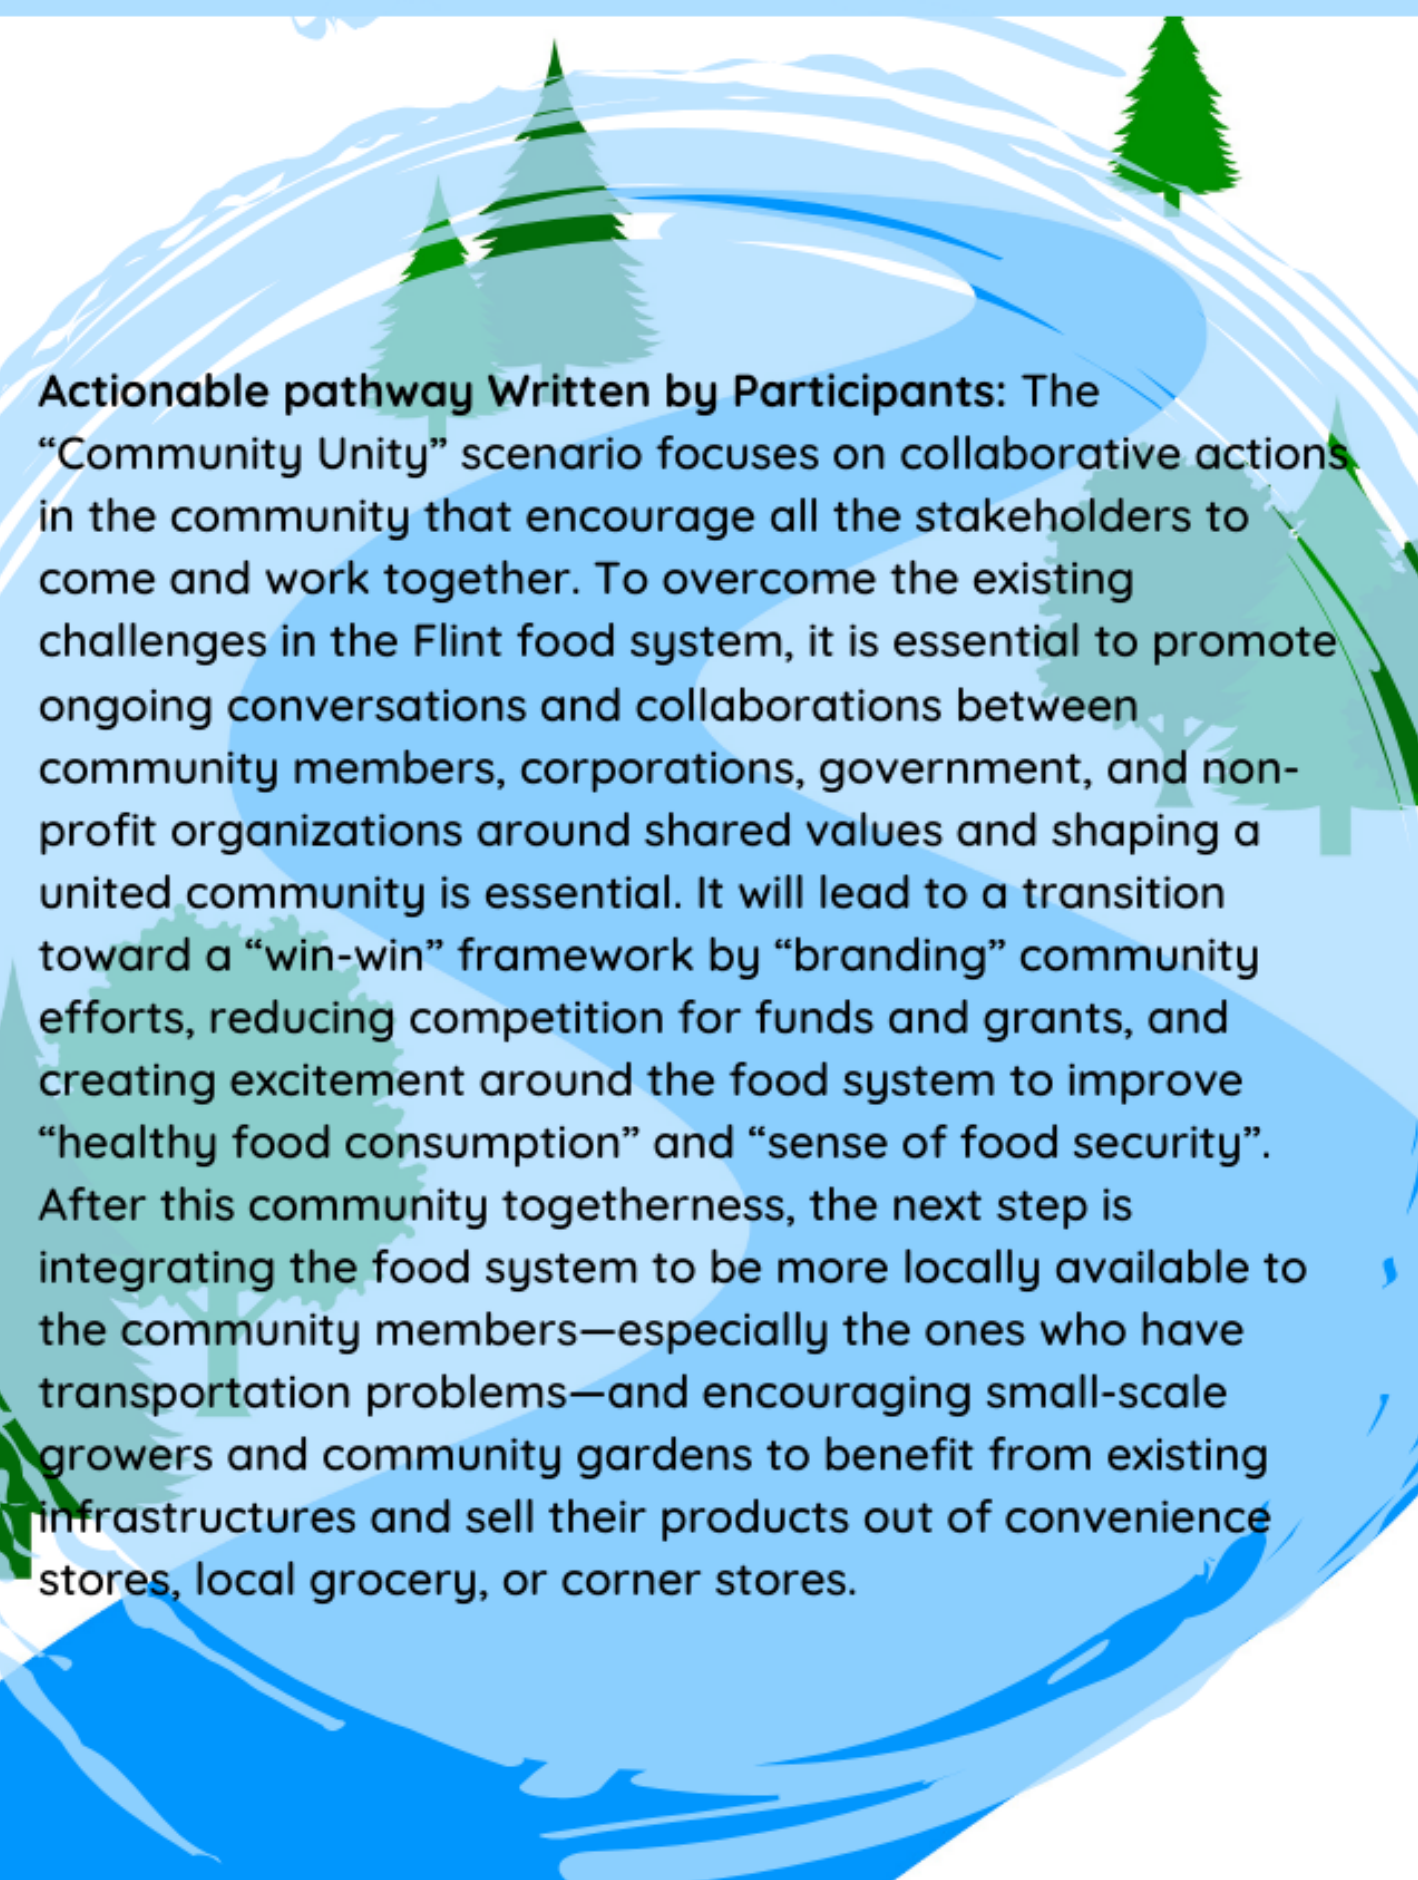 Actionable pathway Written by Participants: The
“Community Unity” scenario focuses on collaborative actions
in the community that encourage all the stakeholders to
come and work together. To overcome the existing
challenges in the Flint food system, it is essential to promote
ongoing conversations and collaborations between
community members, corporations, government, and non-
profit organizations around shared values and shaping a
united community is essential. It will lead to a transition
toward a “win-win” framework by “branding” community
efforts, reducing competition for funds and grants, and
creating excitement around the food system to improve
“healthy food consumption” and “sense of food security”.
After this community togetherness, the next step is
integrating the food system to be more locally available to
the community members—especially the ones who have
transportation problems—and encouraging small-scale
growers and community gardens to benefit from existing
infrastructures and sell their products out of convenience
stores, local grocery, or corner stores.